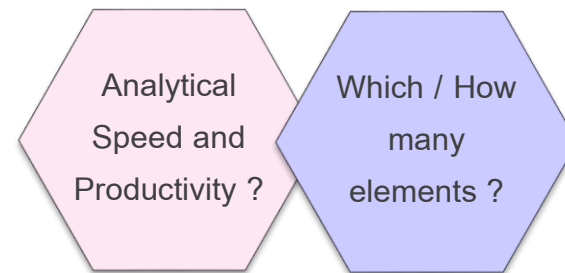 Analytical
Speed and
Productivity ?
Which / How
many
elements ?